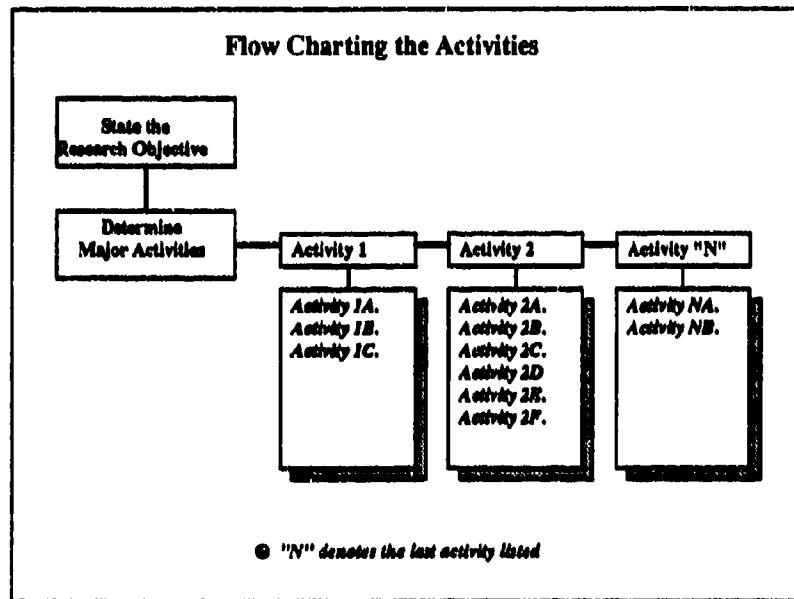 Flow Charting the Activities
State the
Research Objective
Determine
Major Activities
Activity 1
Activity 2
Activity "N"
Activity 1A.
Activity 1B.
Activity 1C.
Activity 2A.
Activity 2B.
Activity 2C.
Activity 2D
Activity 2E.
Activity 2F.
Activity NA.
Activity NB.
"N" denotes the last activity listed